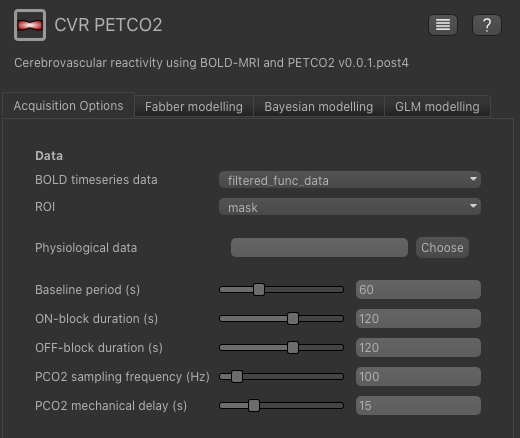 CVR PETCO2
?
Cerebrovascular reactivity using BOLD-MRI and PETCO2 v0.0.1.post4
Acquisition Options Fabber modelling Bayesian modelling GLM modelling
Data
BOLD timeseries data filtered_func_data
ROI mask
Physiological data Choose
Baseline period (s) 60
ON-block duration (s) 120
OFF-block duration (s) 120
PCO2 sampling frequency (Hz) 100
PCO2 mechanical delay (s) 15